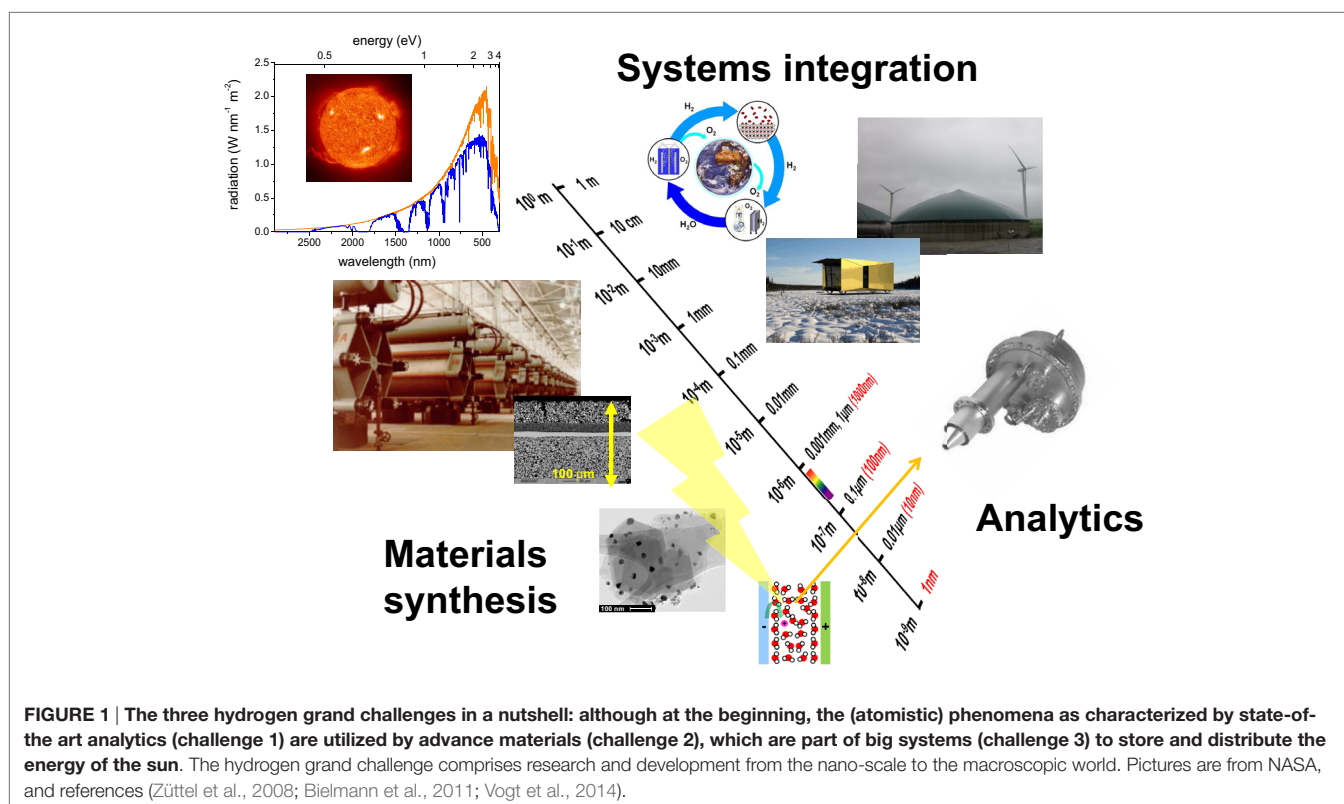 energy (eV)
0.5 1 2 3 4
2.5
2.0
1.5
1.0
0.5
0.0
radiation (W nm⁻¹ m⁻²)
2500 2000 1500 1000 500
wavelength (nm)
Systems integration
H₂
O₂
H₂ O₂
H₂
O₂
O₂
H₂
H₂O
10⁰ m 1 m
10⁻¹m 10 cm
10⁻²m 10mm
10⁻³m 1mm
10⁻⁴m 0.1mm
10⁻⁵m 0.01mm
10⁻⁶m 0.001mm, 1µm (1000nm)
10⁻⁷m 0.1µm (100nm)
10⁻⁸m 0.01µm (10nm)
10⁻⁹m 1nm
100 µm
100 nm
Materials
synthesis
Analytics
- + +
FIGURE 1 | The three hydrogen grand challenges in a nutshell: although at the beginning, the (atomistic) phenomena as characterized by state-of-
the art analytics (challenge 1) are utilized by advance materials (challenge 2), which are part of big systems (challenge 3) to store and distribute the
energy of the sun. The hydrogen grand challenge comprises research and development from the nano-scale to the macroscopic world. Pictures are from NASA,
and references (Züttel et al., 2008; Bielmann et al., 2011; Vogt et al., 2014).